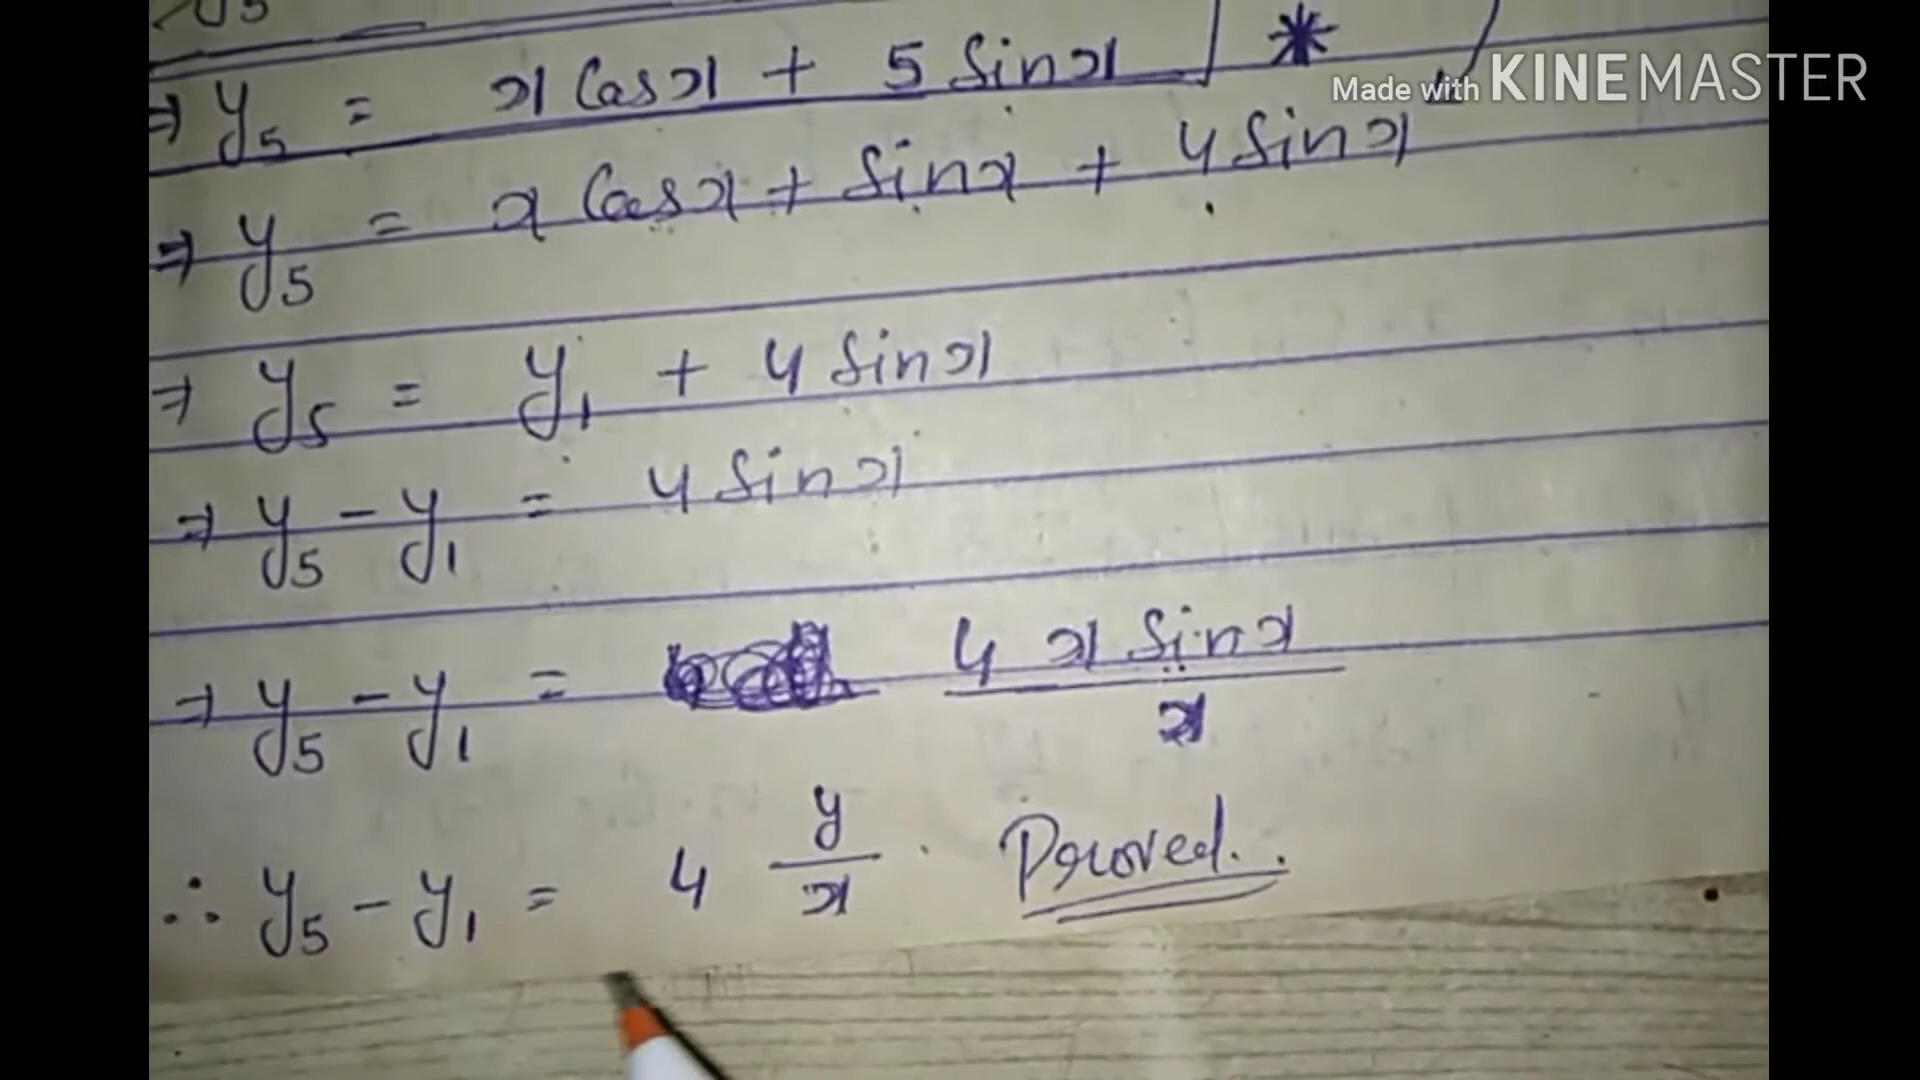 Made with KINEMASTER
⇒ y₅ = x Cos x + 5 Sin x *
⇒ y₅ = x Cos x + Sin x + 4 Sin x
⇒ y₅ = y₁ + 4 Sin x
⇒ y₅ - y₁ = 4 Sin x
⇒ y₅ - y₁ = 4 x Sin x / x
∴ y₅ - y₁ = 4 y/x . Proved.